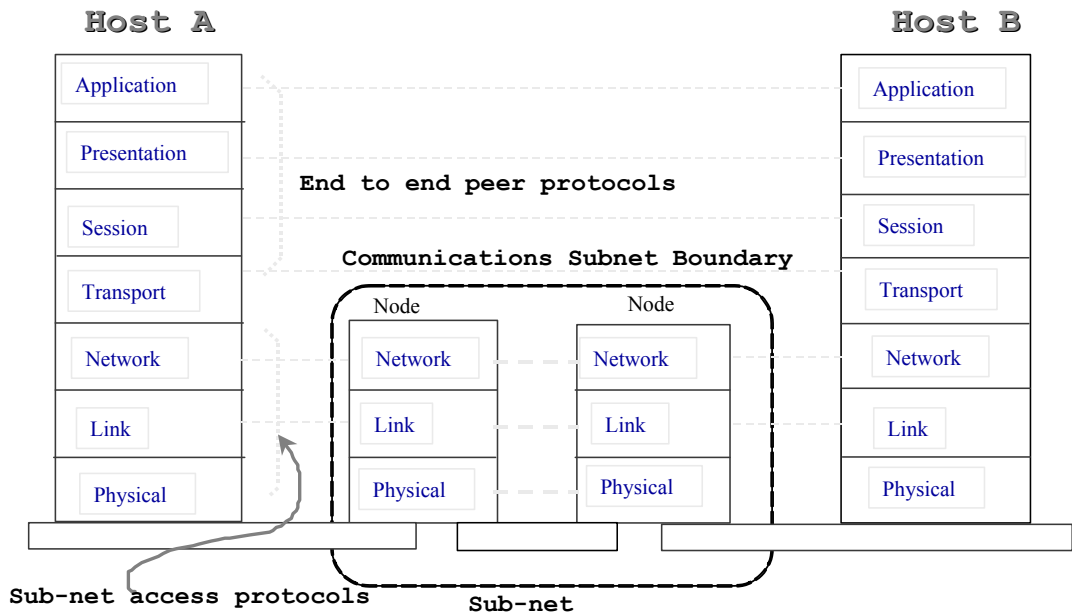 Host A
Host B
Application
Application
Presentation
Presentation
End to end peer protocols
Session
Session
Communications Subnet Boundary
Transport
Transport
Node
Node
Network
Network
Network
Network
Link
Link
Link
Link
Physical
Physical
Physical
Physical
Sub-net access protocols
Sub-net